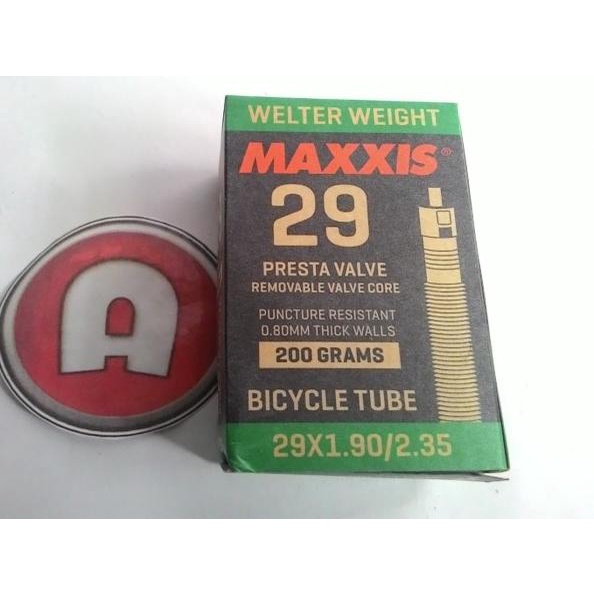 WELTER WEIGHT
MAXXIS®
29
PRESTA VALVE
REMOVABLE VALVE CORE
PUNCTURE RESISTANT
0.80MM THICK WALLS
200 GRAMS
BICYCLE TUBE
29X1.90/2.35
A